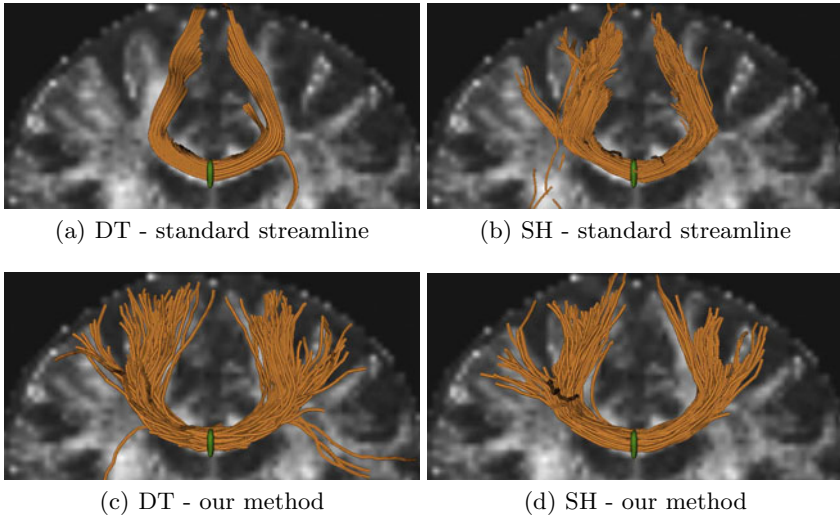 (a) DT - standard streamline
(b) SH - standard streamline
(c) DT - our method
(d) SH - our method